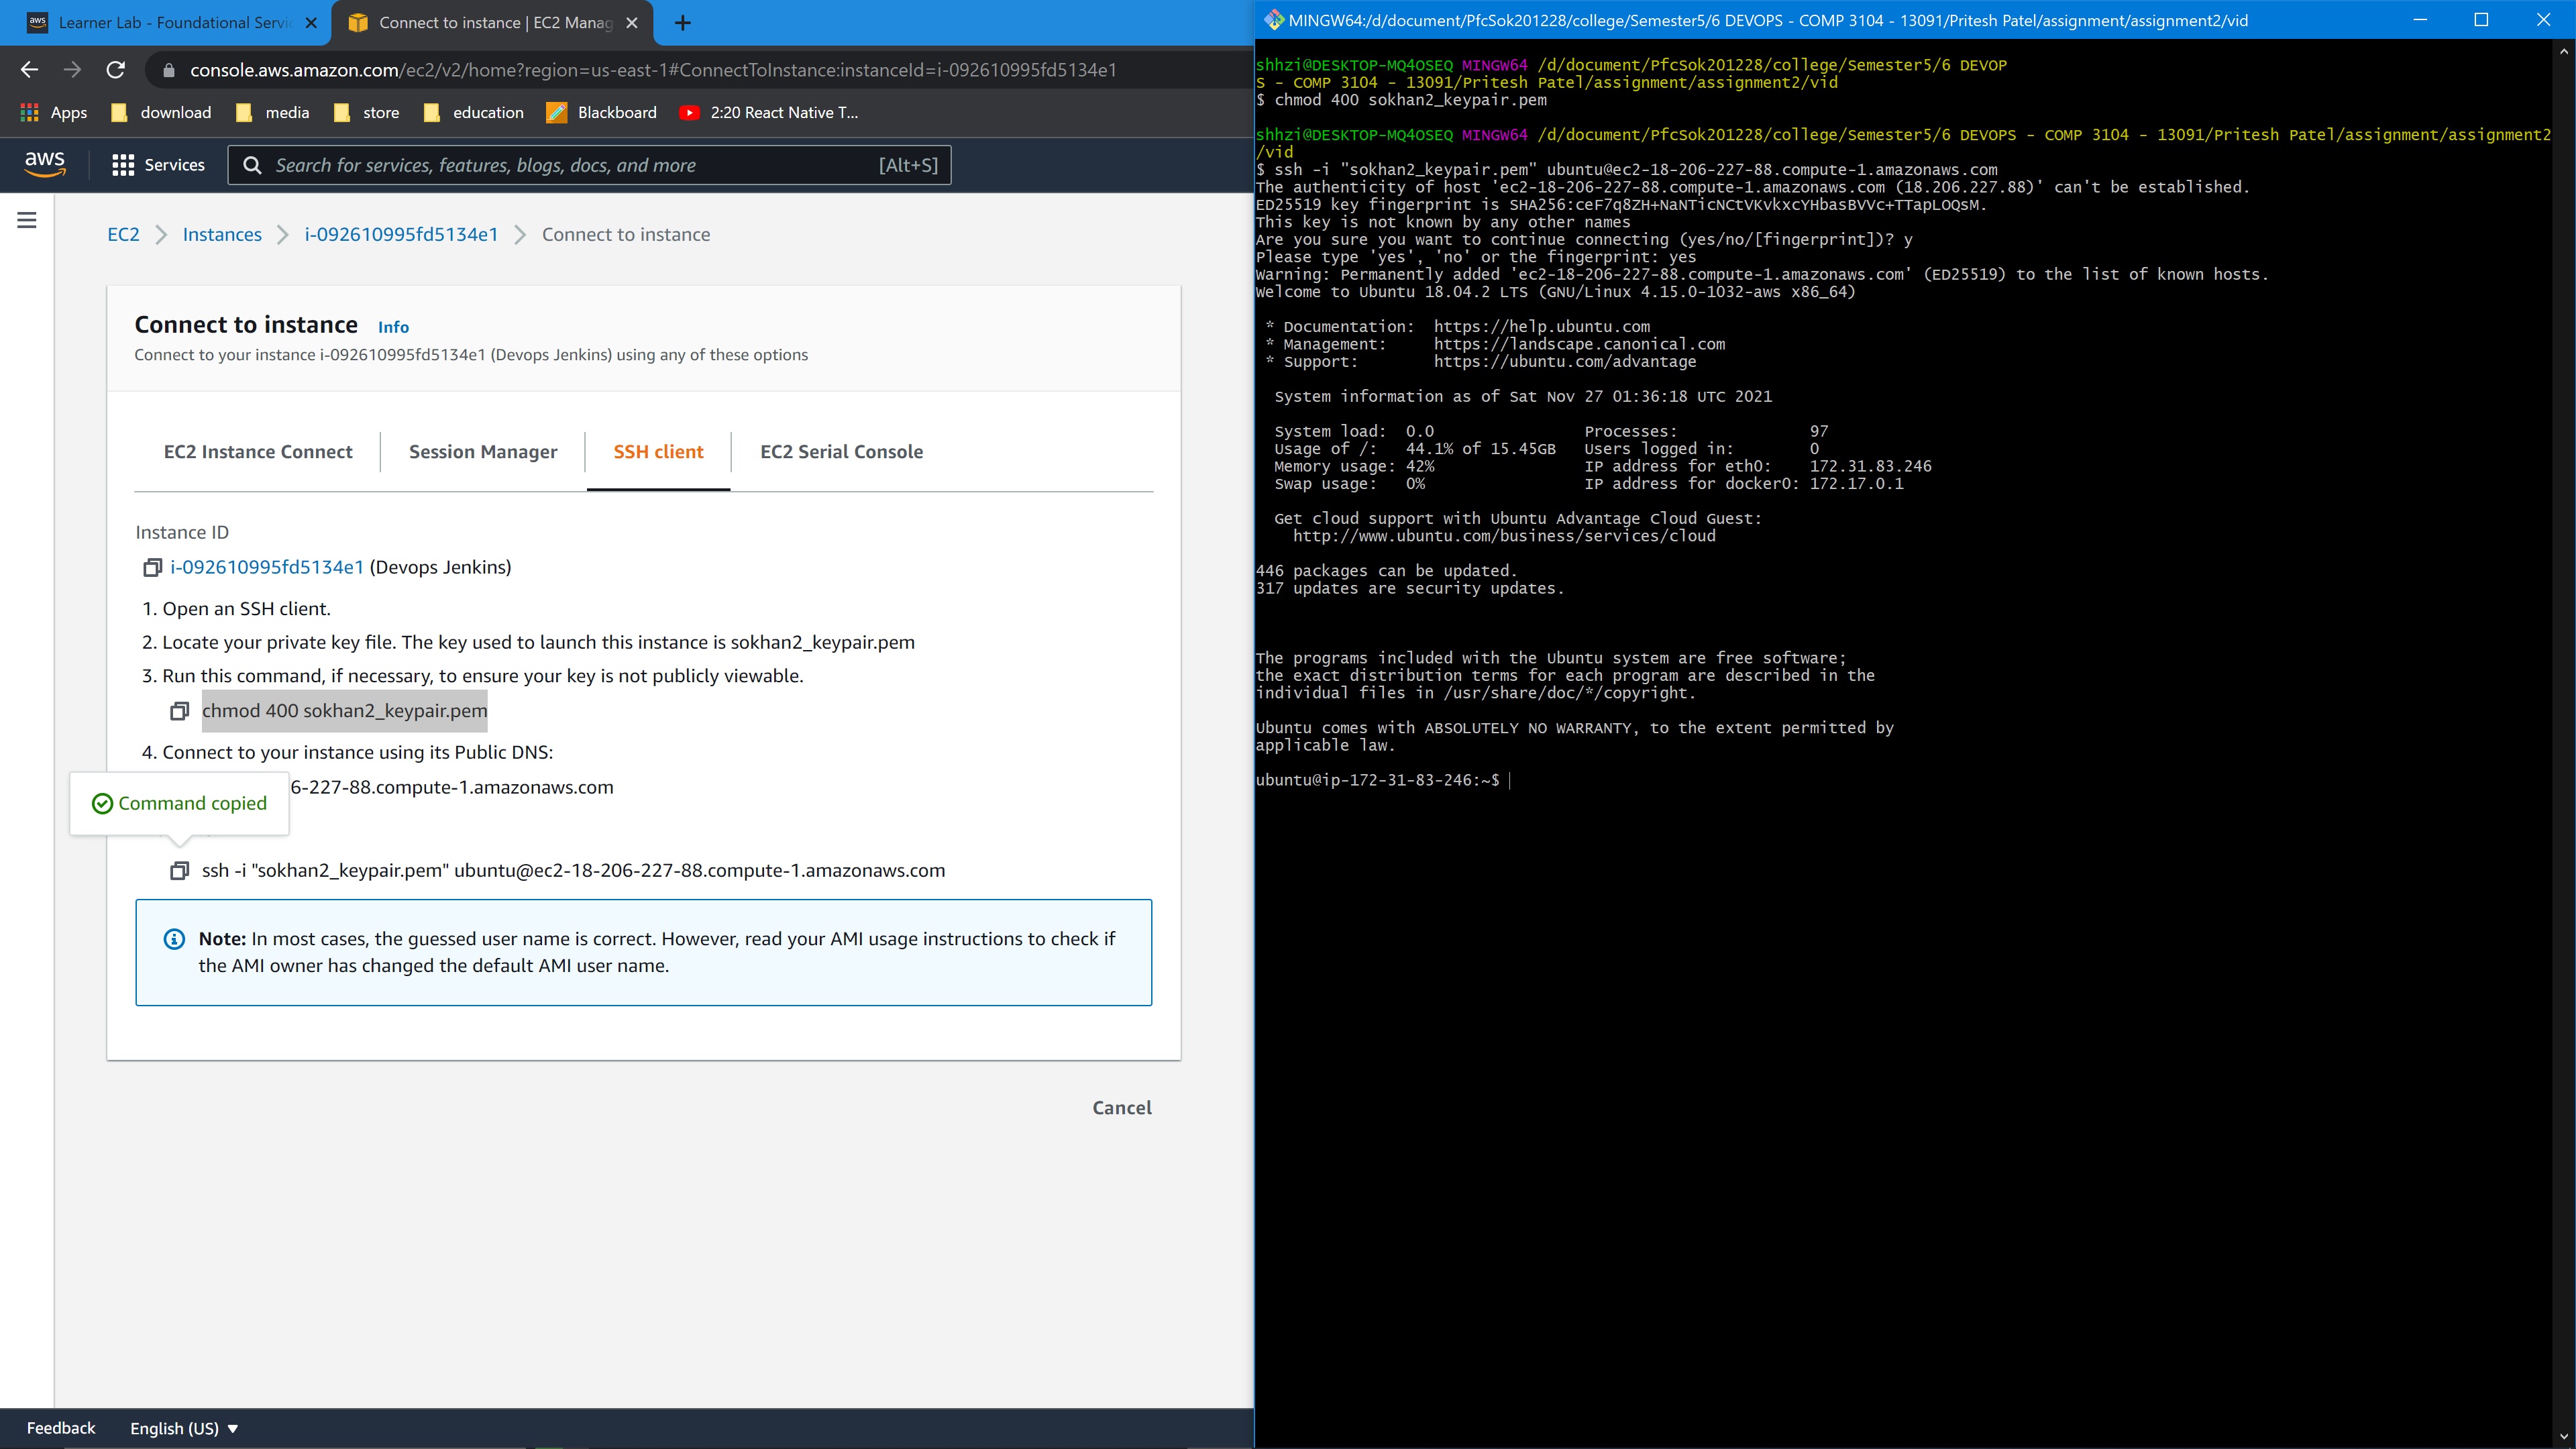 aws Learner Lab - Foundational Servic
Connect to instance | EC2 Manag
console.aws.amazon.com/ec2/v2/home?region=us-east-1#ConnectToInstance:instanceId=i-092610995fd5134e1
Apps download media store education Blackboard 2:20 React Native T...
aws Services Search for services, features, blogs, docs, and more [Alt+S]
EC2 Instances i-092610995fd5134e1 Connect to instance
Connect to instance Info
Connect to your instance i-092610995fd5134e1 (Devops Jenkins) using any of these options
EC2 Instance Connect Session Manager SSH client EC2 Serial Console
Instance ID
i-092610995fd5134e1 (Devops Jenkins)
1. Open an SSH client.
2. Locate your private key file. The key used to launch this instance is sokhan2_keypair.pem
3. Run this command, if necessary, to ensure your key is not publicly viewable.
chmod 400 sokhan2_keypair.pem
4. Connect to your instance using its Public DNS:
6-227-88.compute-1.amazonaws.com
Command copied
ssh -i "sokhan2_keypair.pem" ubuntu@ec2-18-206-227-88.compute-1.amazonaws.com
Note: In most cases, the guessed user name is correct. However, read your AMI usage instructions to check if
the AMI owner has changed the default AMI user name.
Cancel
Feedback English (US)
MINGW64:/d/document/PfcSok201228/college/Semester5/6 DEVOPS - COMP 3104 - 13091/Pritesh Patel/assignment/assignment2/vid
shhzi@DESKTOP-MQ4OSEQ MINGW64 /d/document/PfcSok201228/college/Semester5/6 DEVOP
S - COMP 3104 - 13091/Pritesh Patel/assignment/assignment2/vid
$ chmod 400 sokhan2_keypair.pem
shhzi@DESKTOP-MQ4OSEQ MINGW64 /d/document/PfcSok201228/college/Semester5/6 DEVOPS - COMP 3104 - 13091/Pritesh Patel/assignment/assignment2
/vid
$ ssh -i "sokhan2_keypair.pem" ubuntu@ec2-18-206-227-88.compute-1.amazonaws.com
The authenticity of host 'ec2-18-206-227-88.compute-1.amazonaws.com (18.206.227.88)' can't be established.
ED25519 key fingerprint is SHA256:ceF7q8ZH+NaNTicNCtVKvkxcYHbasBVVc+TTapLOQsM.
This key is not known by any other names
Are you sure you want to continue connecting (yes/no/[fingerprint])? y
Please type 'yes', 'no' or the fingerprint: yes
Warning: Permanently added 'ec2-18-206-227-88.compute-1.amazonaws.com' (ED25519) to the list of known hosts.
Welcome to Ubuntu 18.04.2 LTS (GNU/Linux 4.15.0-1032-aws x86_64)
* Documentation: https://help.ubuntu.com
* Management: https://landscape.canonical.com
* Support: https://ubuntu.com/advantage
System information as of Sat Nov 27 01:36:18 UTC 2021
System load: 0.0 Processes: 97
Usage of /: 44.1% of 15.45GB Users logged in: 0
Memory usage: 42% IP address for eth0: 172.31.83.246
Swap usage: 0% IP address for docker0: 172.17.0.1
Get cloud support with Ubuntu Advantage Cloud Guest:
http://www.ubuntu.com/business/services/cloud
446 packages can be updated.
317 updates are security updates.
The programs included with the Ubuntu system are free software;
the exact distribution terms for each program are described in the
individual files in /usr/share/doc/*/copyright.
Ubuntu comes with ABSOLUTELY NO WARRANTY, to the extent permitted by
applicable law.
ubuntu@ip-172-31-83-246:~$